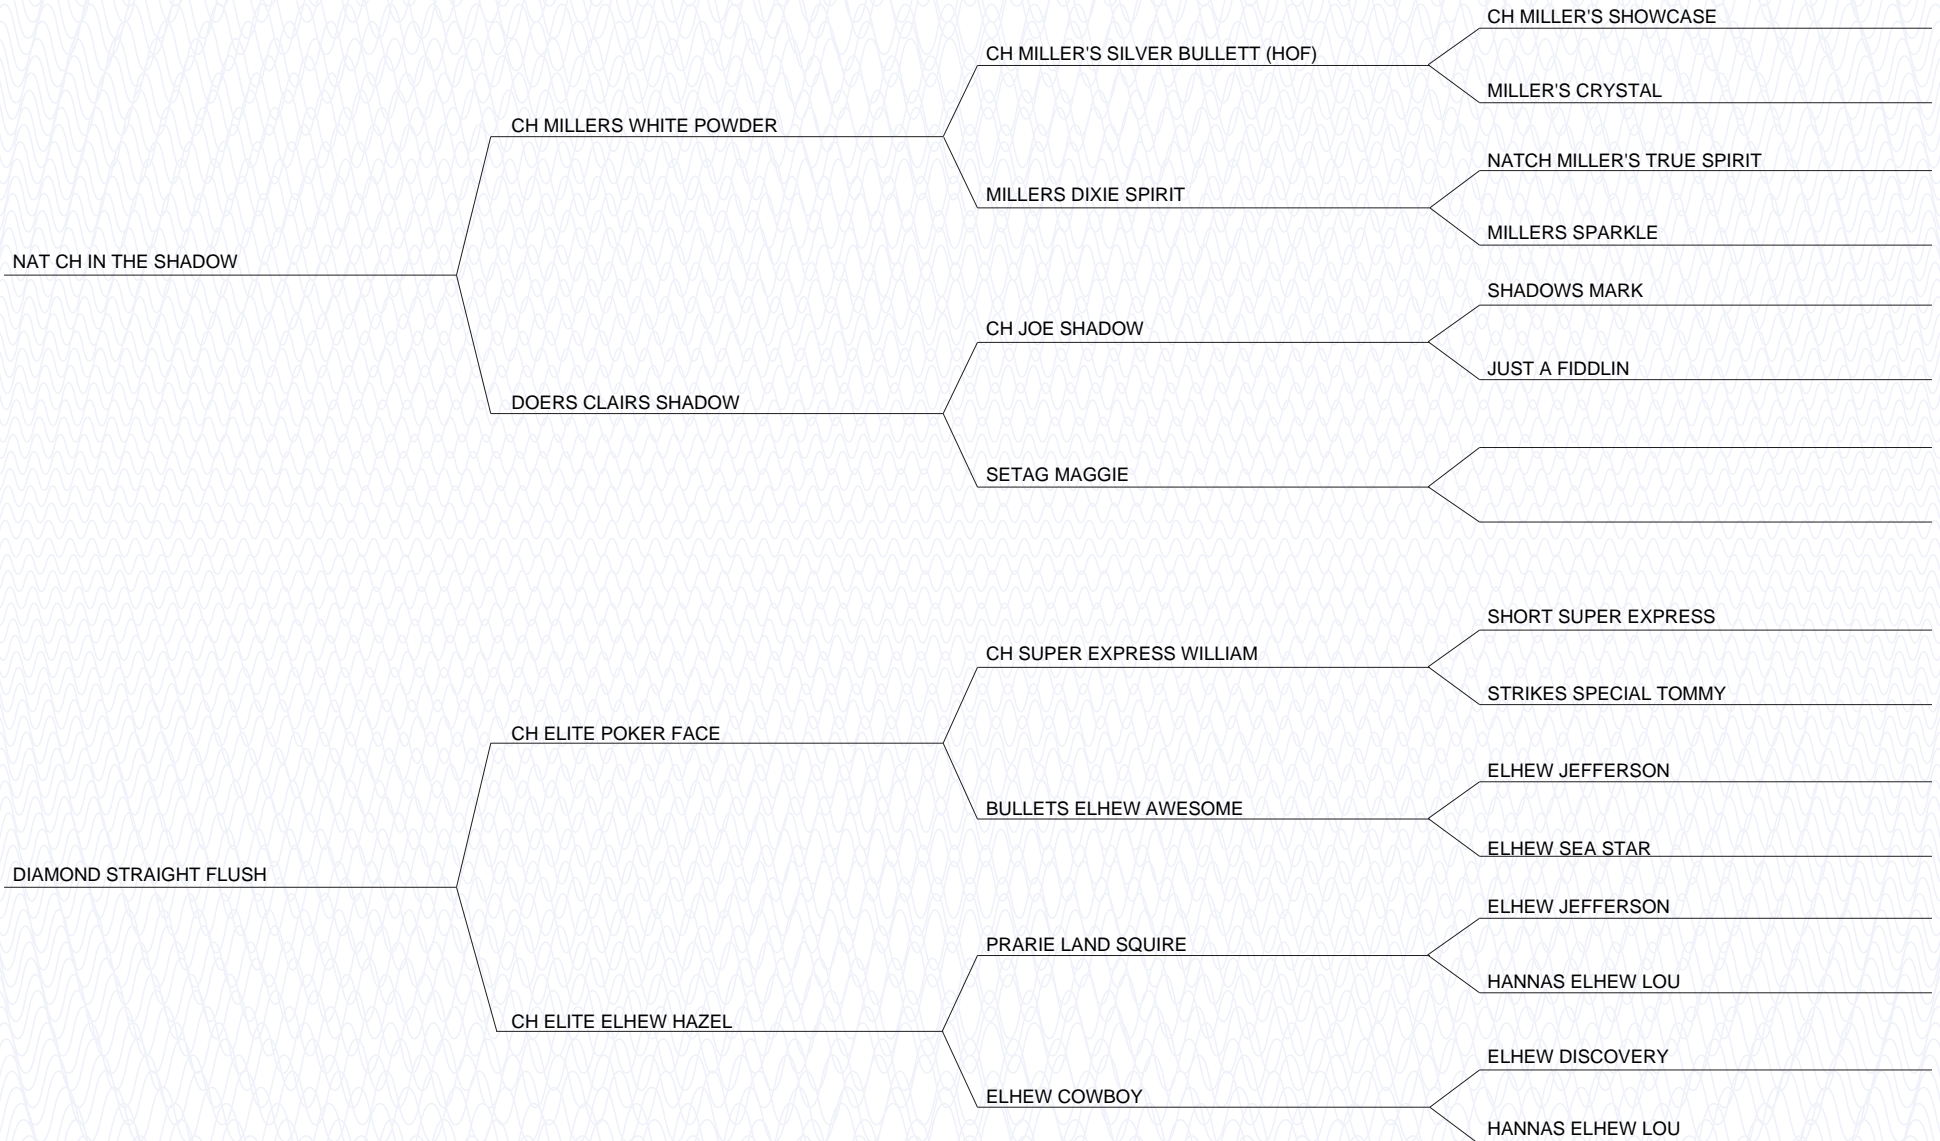 CH MILLER'S SHOWCASE
CH MILLER'S SILVER BULLETT (HOF)
MILLER'S CRYSTAL
CH MILLERS WHITE POWDER
NATCH MILLER'S TRUE SPIRIT
MILLERS DIXIE SPIRIT
MILLERS SPARKLE
NAT CH IN THE SHADOW
SHADOWS MARK
CH JOE SHADOW
JUST A FIDDLIN
DOERS CLAIRS SHADOW
SETAG MAGGIE
SHORT SUPER EXPRESS
CH SUPER EXPRESS WILLIAM
STRIKES SPECIAL TOMMY
CH ELITE POKER FACE
ELHEW JEFFERSON
BULLETS ELHEW AWESOME
ELHEW SEA STAR
DIAMOND STRAIGHT FLUSH
ELHEW JEFFERSON
PRARIE LAND SQUIRE
HANNAS ELHEW LOU
CH ELITE ELHEW HAZEL
ELHEW DISCOVERY
ELHEW COWBOY
HANNAS ELHEW LOU